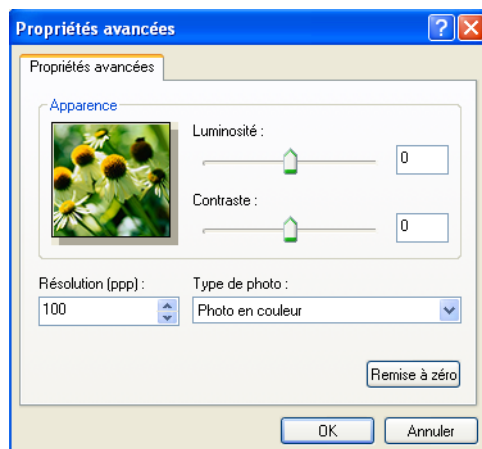 Propriétés avancées
Propriétés avancées
Apparence
Luminosité :
0
Contraste :
0
Résolution (ppp) :
Type de photo :
100
Photo en couleur
Remise à zéro
OK
Annuler